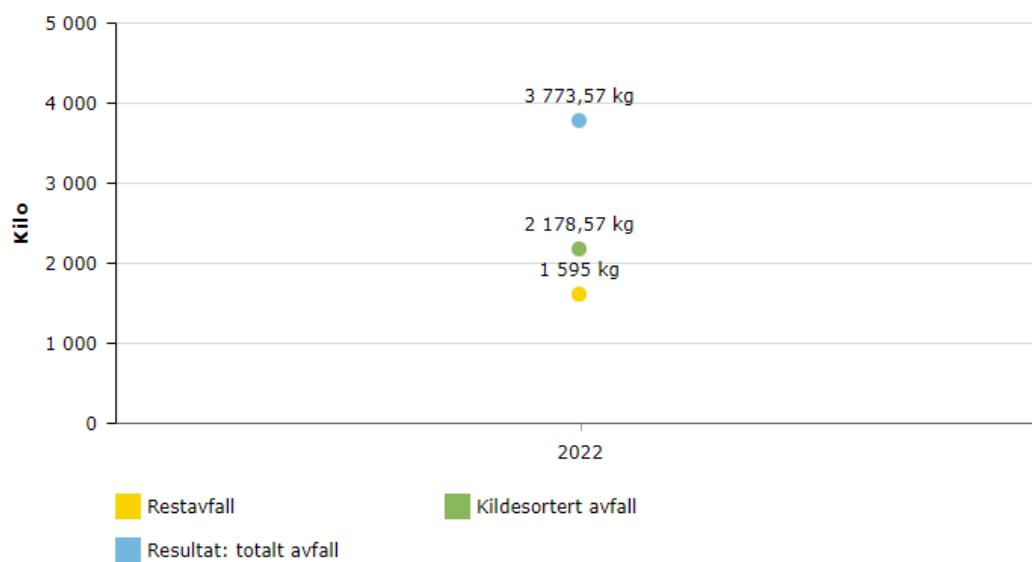 5 000
3 773,57 kg
4 000
3 000
Kilo
2 178,57 kg
2 000
1 595 kg
1 000
0
2022
Restavfall
Kildesortert avfall
Resultat: totalt avfall